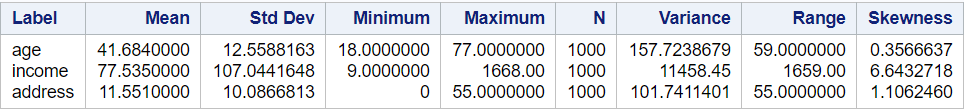 Label Mean Std Dev Minimum Maximum N Variance Range Skewness
age 41.6840000 12.5588163 18.0000000 77.0000000 1000 157.7238679 59.0000000 0.3566637
income 77.5350000 107.0441648 9.0000000 1668.00 1000 11458.45 1659.00 6.6432718
address 11.5510000 10.0866813 0 55.0000000 1000 101.7411401 55.0000000 1.1062460